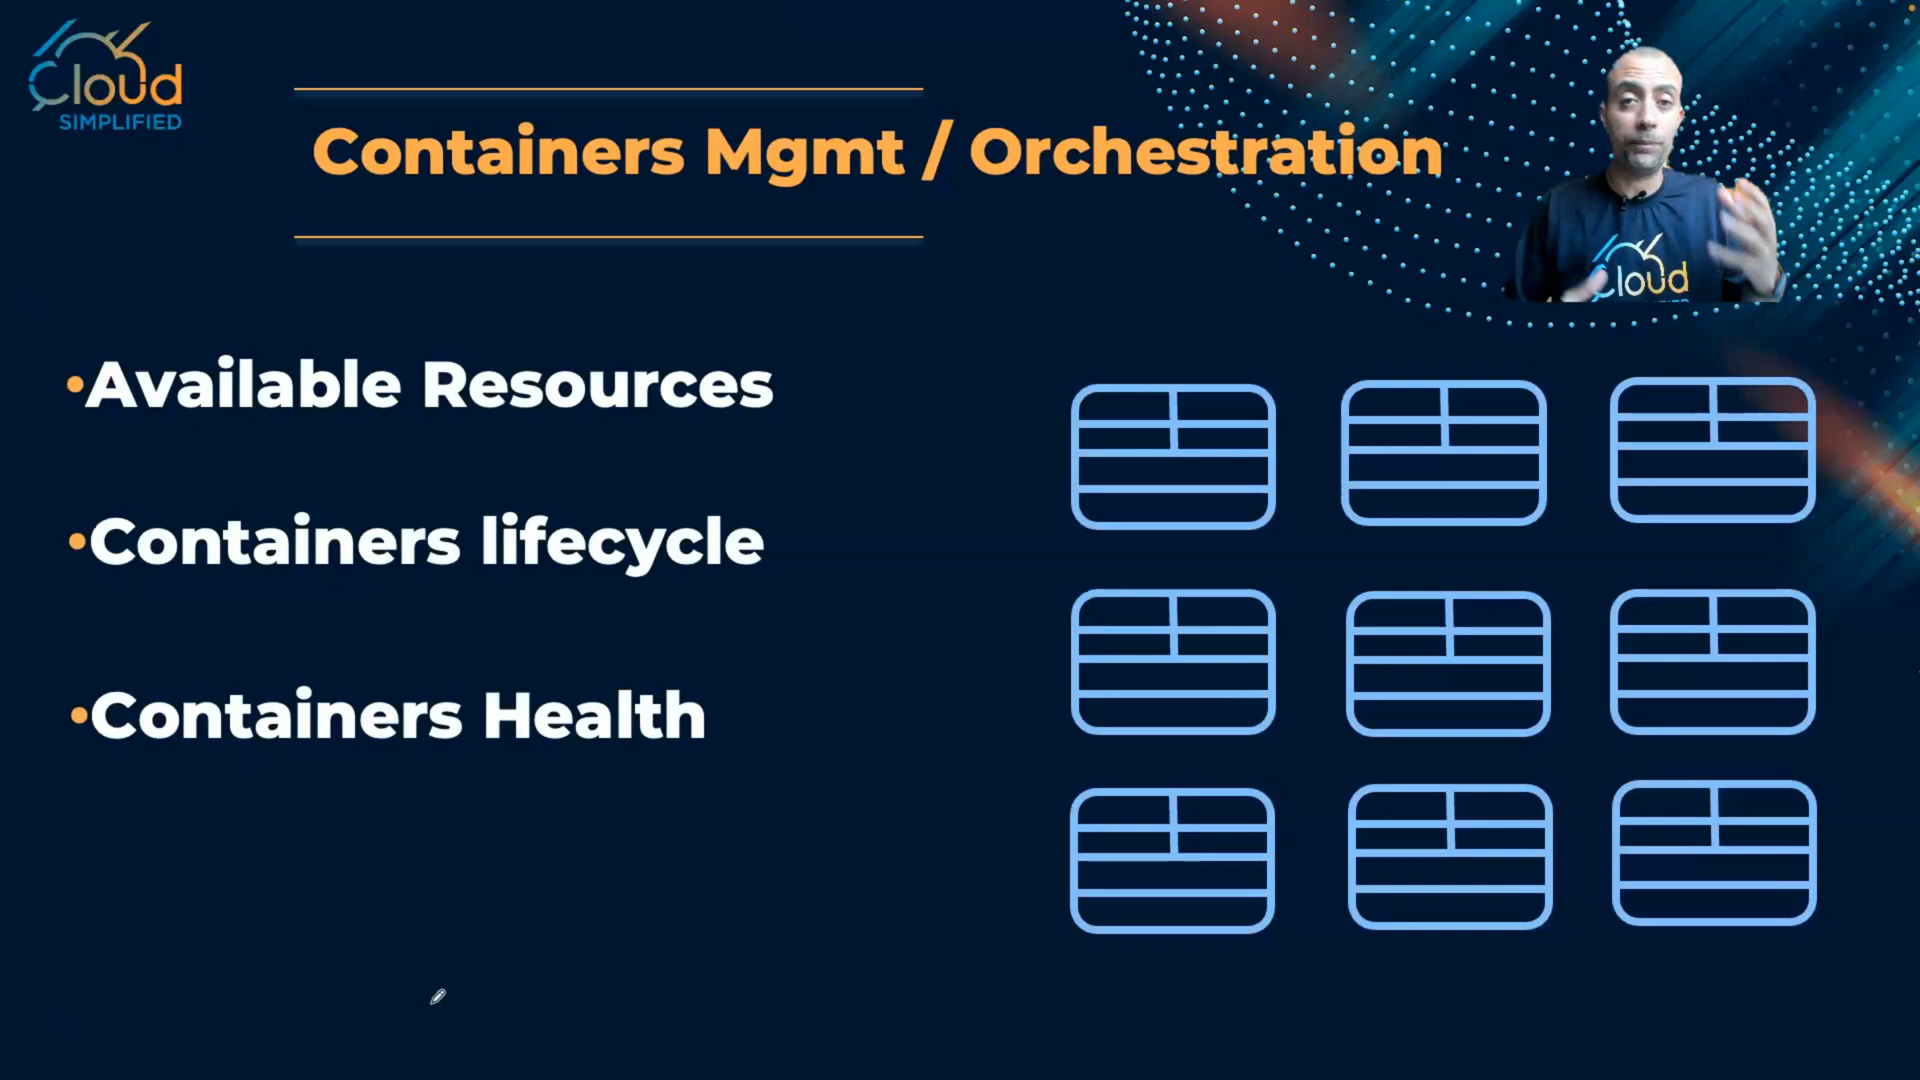 Cloud
SIMPLIFIED
Containers Mgmt / Orchestration
Cloud
•Available Resources
•Containers lifecycle
•Containers Health